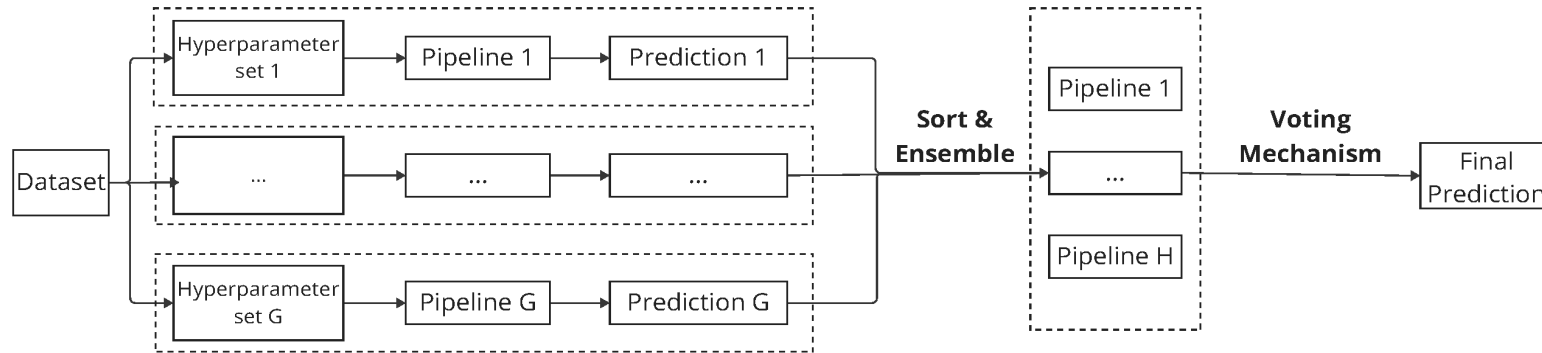 Dataset
Hyperparameter
set 1
Pipeline 1
Prediction 1
...
...
...
Hyperparameter
set G
Pipeline G
Prediction G
Sort &
Ensemble
Pipeline 1
...
Pipeline H
Voting
Mechanism
Final
Prediction